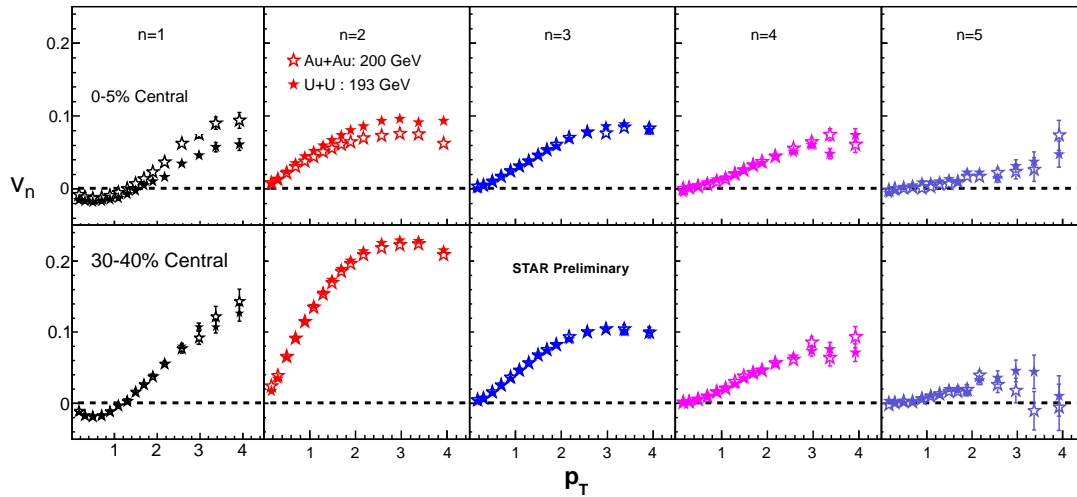 n=1 n=2 n=3 n=4 n=5
0.2
Au+Au: 200 GeV
U+U : 193 GeV
0-5% Central
0.1
0
v_n
30-40% Central
0.2
STAR Preliminary
0.1
0
1 2 3 4 1 2 3 4 1 2 3 4 1 2 3 4 1 2 3 4
p_T